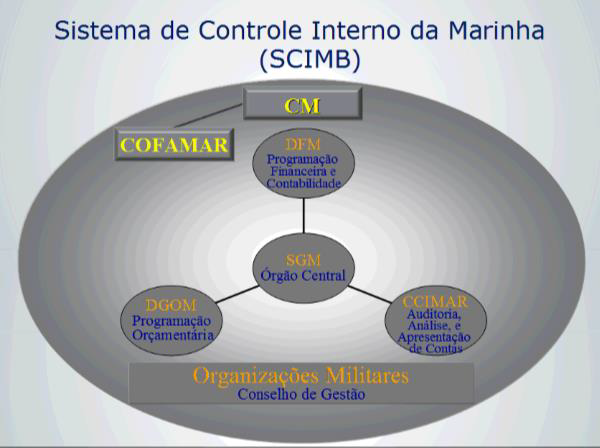 Sistema de Controle Interno da Marinha
(SCIMB)
CM
COFAMAR
DFM
Programação
Financeira e
Contabilidade
SGM
Órgão Central
DGOM
Programação
Orçamentária
CCIMAR
Auditoria,
Análise, e
Apresentação
de Contas
Organizações Militares
Conselho de Gestão